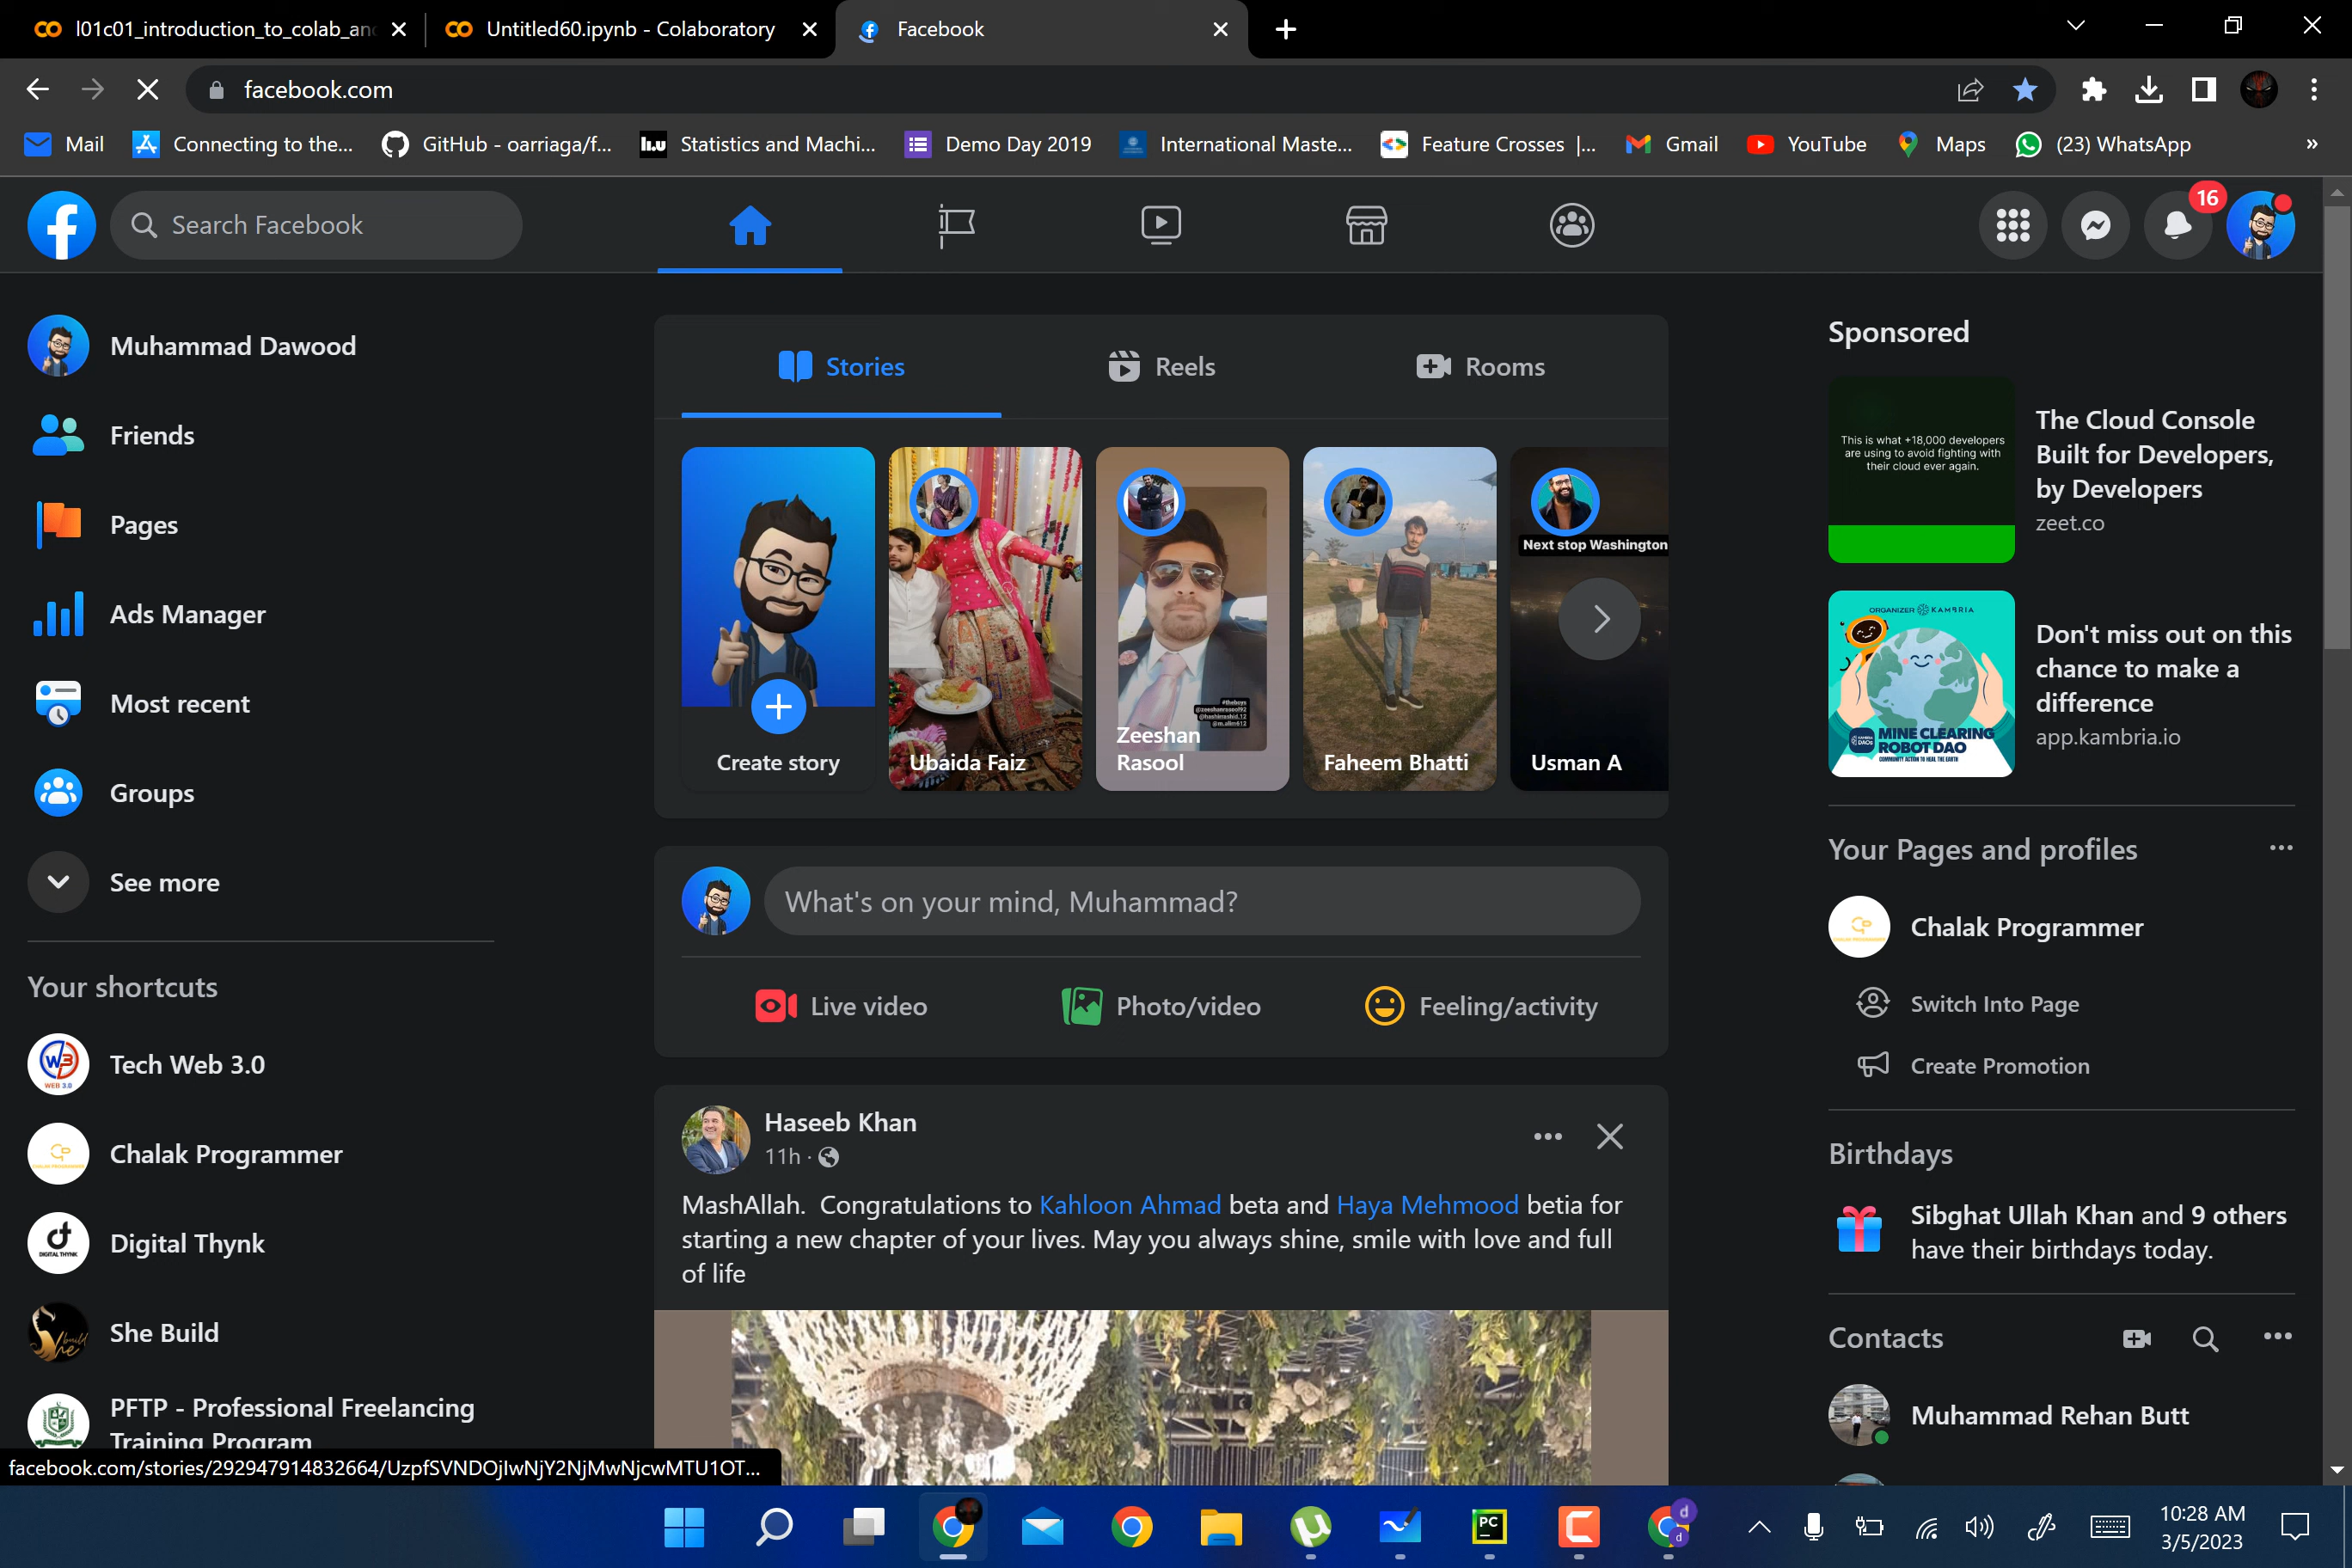 l01c01_introduction_to_colab_an
Untitled60.ipynb - Colaboratory
Facebook
facebook.com
Mail
Connecting to the...
GitHub - oarriaga/f...
Statistics and Machi...
Demo Day 2019
International Maste...
Feature Crosses |...
Gmail
YouTube
Maps
(23) WhatsApp
»
Search Facebook
16
Muhammad Dawood
Friends
Pages
Ads Manager
Most recent
Groups
See more
Your shortcuts
Tech Web 3.0
Chalak Programmer
Digital Thynk
She Build
PFTP - Professional Freelancing
Training Program
facebook.com/stories/292947914832664/UzpfSVNDOjIwNjY2NjMwNjcwMTU1OT...
Stories
Reels
Rooms
Create story
Ubaida Faiz
Zeeshan
Rasool
Faheem Bhatti
Next stop Washington
Usman A
What's on your mind, Muhammad?
Live video
Photo/video
Feeling/activity
Haseeb Khan
11h ·
MashAllah. Congratulations to Kahloon Ahmad beta and Haya Mehmood betia for
starting a new chapter of your lives. May you always shine, smile with love and full
of life
Sponsored
This is what +18,000 developers
are using to avoid fighting with
their cloud ever again.
The Cloud Console
Built for Developers,
by Developers
zeet.co
ORGANIZER KAMBRIA
MINE CLEARING
ROBOT DAO
COMMUNITY ACTION TO HEAL THE EARTH
Don't miss out on this
chance to make a
difference
app.kambria.io
Your Pages and profiles
Chalak Programmer
Switch Into Page
Create Promotion
Birthdays
Sibghat Ullah Khan and 9 others
have their birthdays today.
Contacts
Muhammad Rehan Butt
10:28 AM
3/5/2023